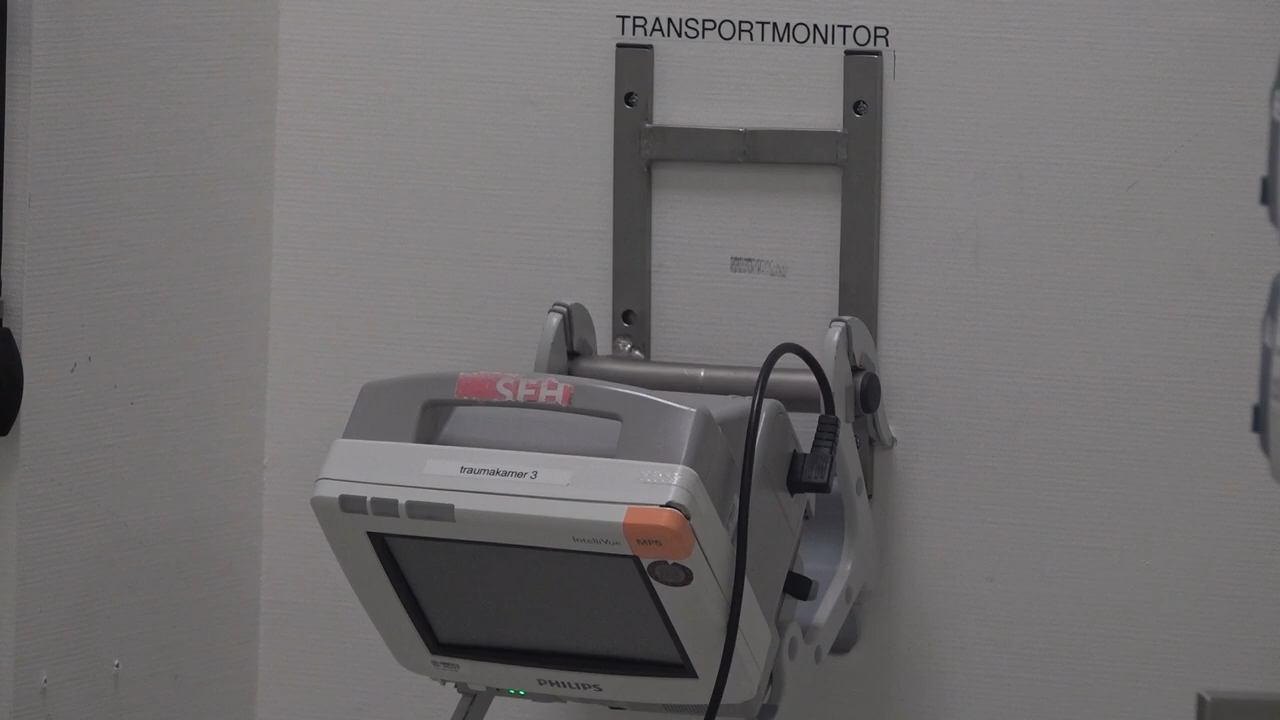 TRANSPORTMONITOR
SEH
traumakamer 3
IntelliVue MP5
PHILIPS